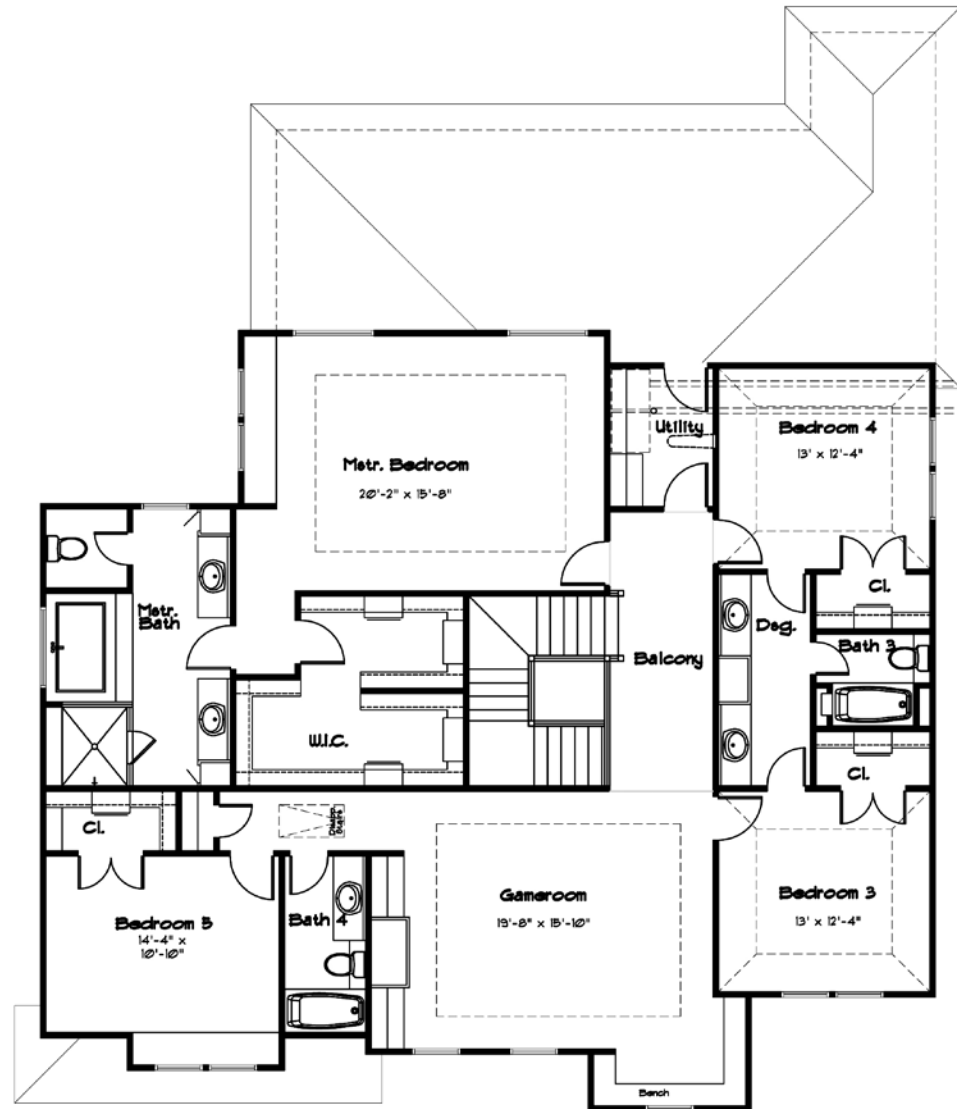 Utility
Bedroom 4
13' x 12'-4"
Mstr. Bedroom
20'-2" x 15'-8"
Cl.
Mstr.
Bath
Dsg.
Bath 3
Balcony
W.I.C.
Cl.
Cl.
Disapp.
Stairs
Gameroom
19'-8" x 15'-10"
Bedroom 3
13' x 12'-4"
Bath 4
Bedroom 5
14'-4" x
10'-10"
Bench